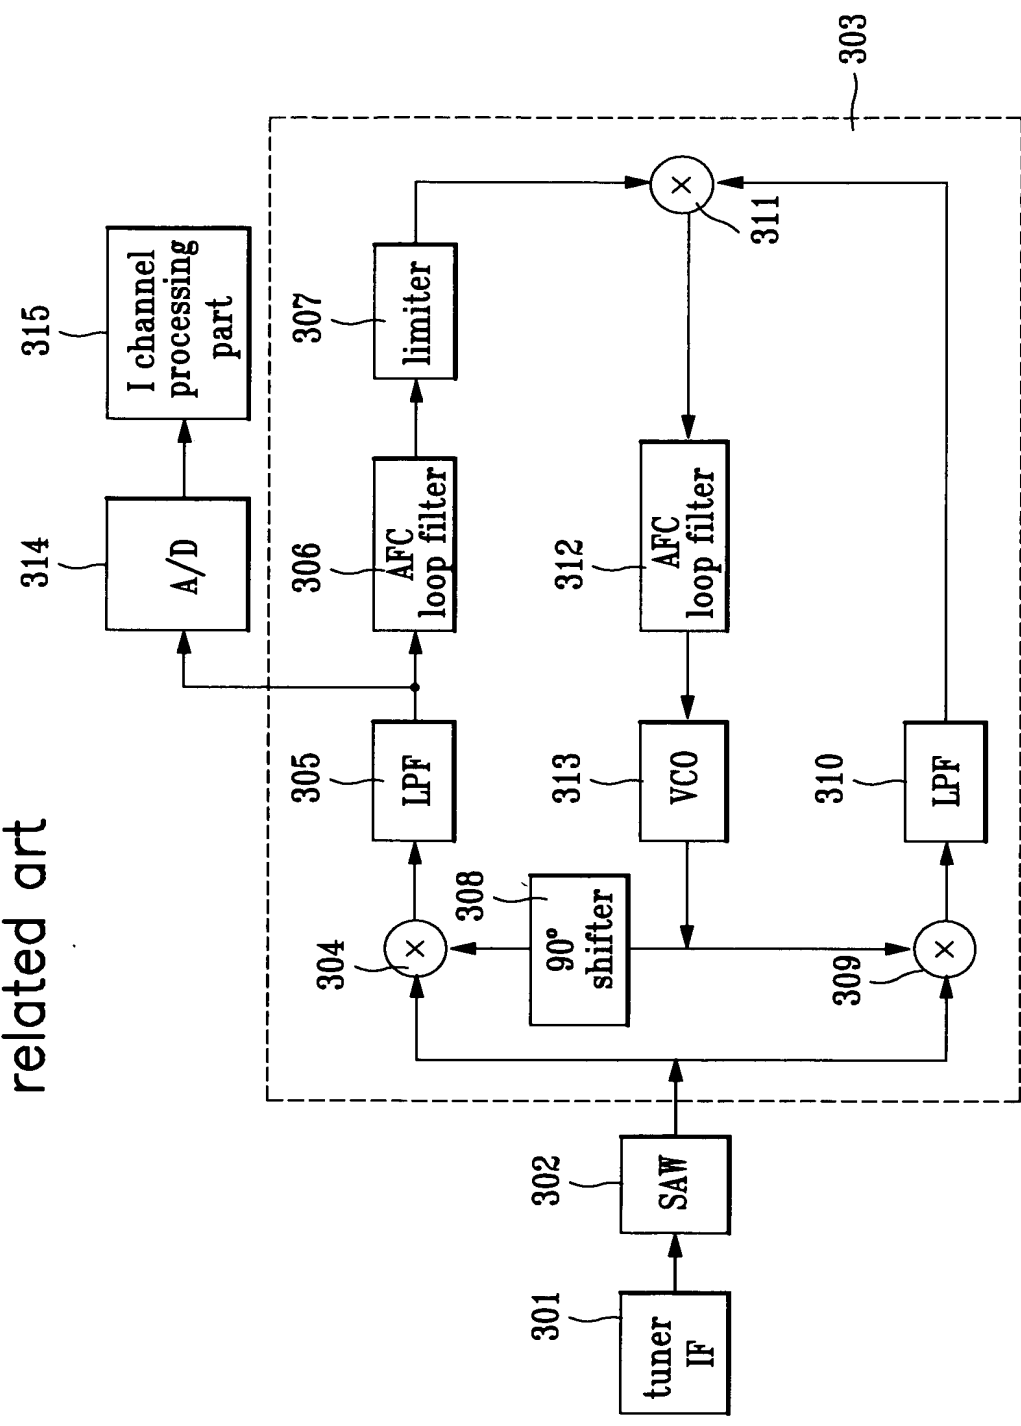 related art
315
I channel
processing
part
314
A/D
303
307
limiter
306
AFC
loop filter
305
LPF
304
×
308
90°
shifter
311
×
312
AFC
loop filter
313
VCO
310
LPF
309
×
302
SAW
301
tuner
IF